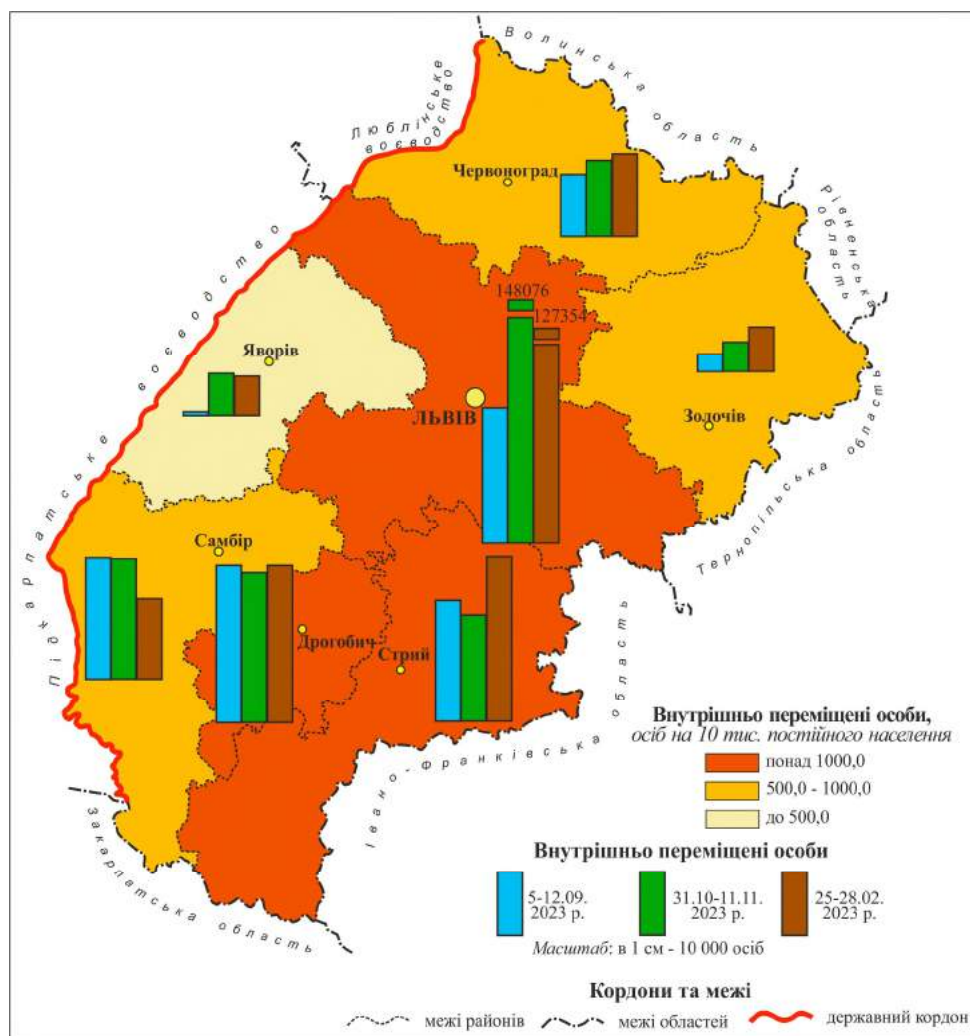 Волинська область
Люблінське
воєводство
Рівненська
область
Червоноград
148076
127354
Підкарпатське воєводство
Яворів
ЛЬВІВ
Золочів
Тернопільська область
Самбір
Дрогобич
Стрий
Івано-Франківська область
Закарпатська область
Внутрішньо переміщені особи,
осіб на 10 тис. постійного населення
понад 1000,0
500,0 - 1000,0
до 500,0
Внутрішньо переміщені особи
5-12.09.
2023 р.
31.10-11.11.
2023 р.
25-28.02.
2023 р.
Масштаб: в 1 см - 10 000 осіб
Кордони та межі
межі районів
межі областей
державний кордон